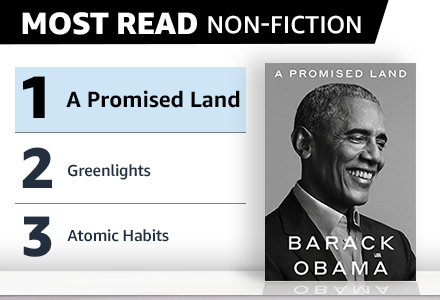 MOST READ NON-FICTION
1 A Promised Land
2 Greenlights
3 Atomic Habits
A PROMISED LAND
BARACK
OBAMA